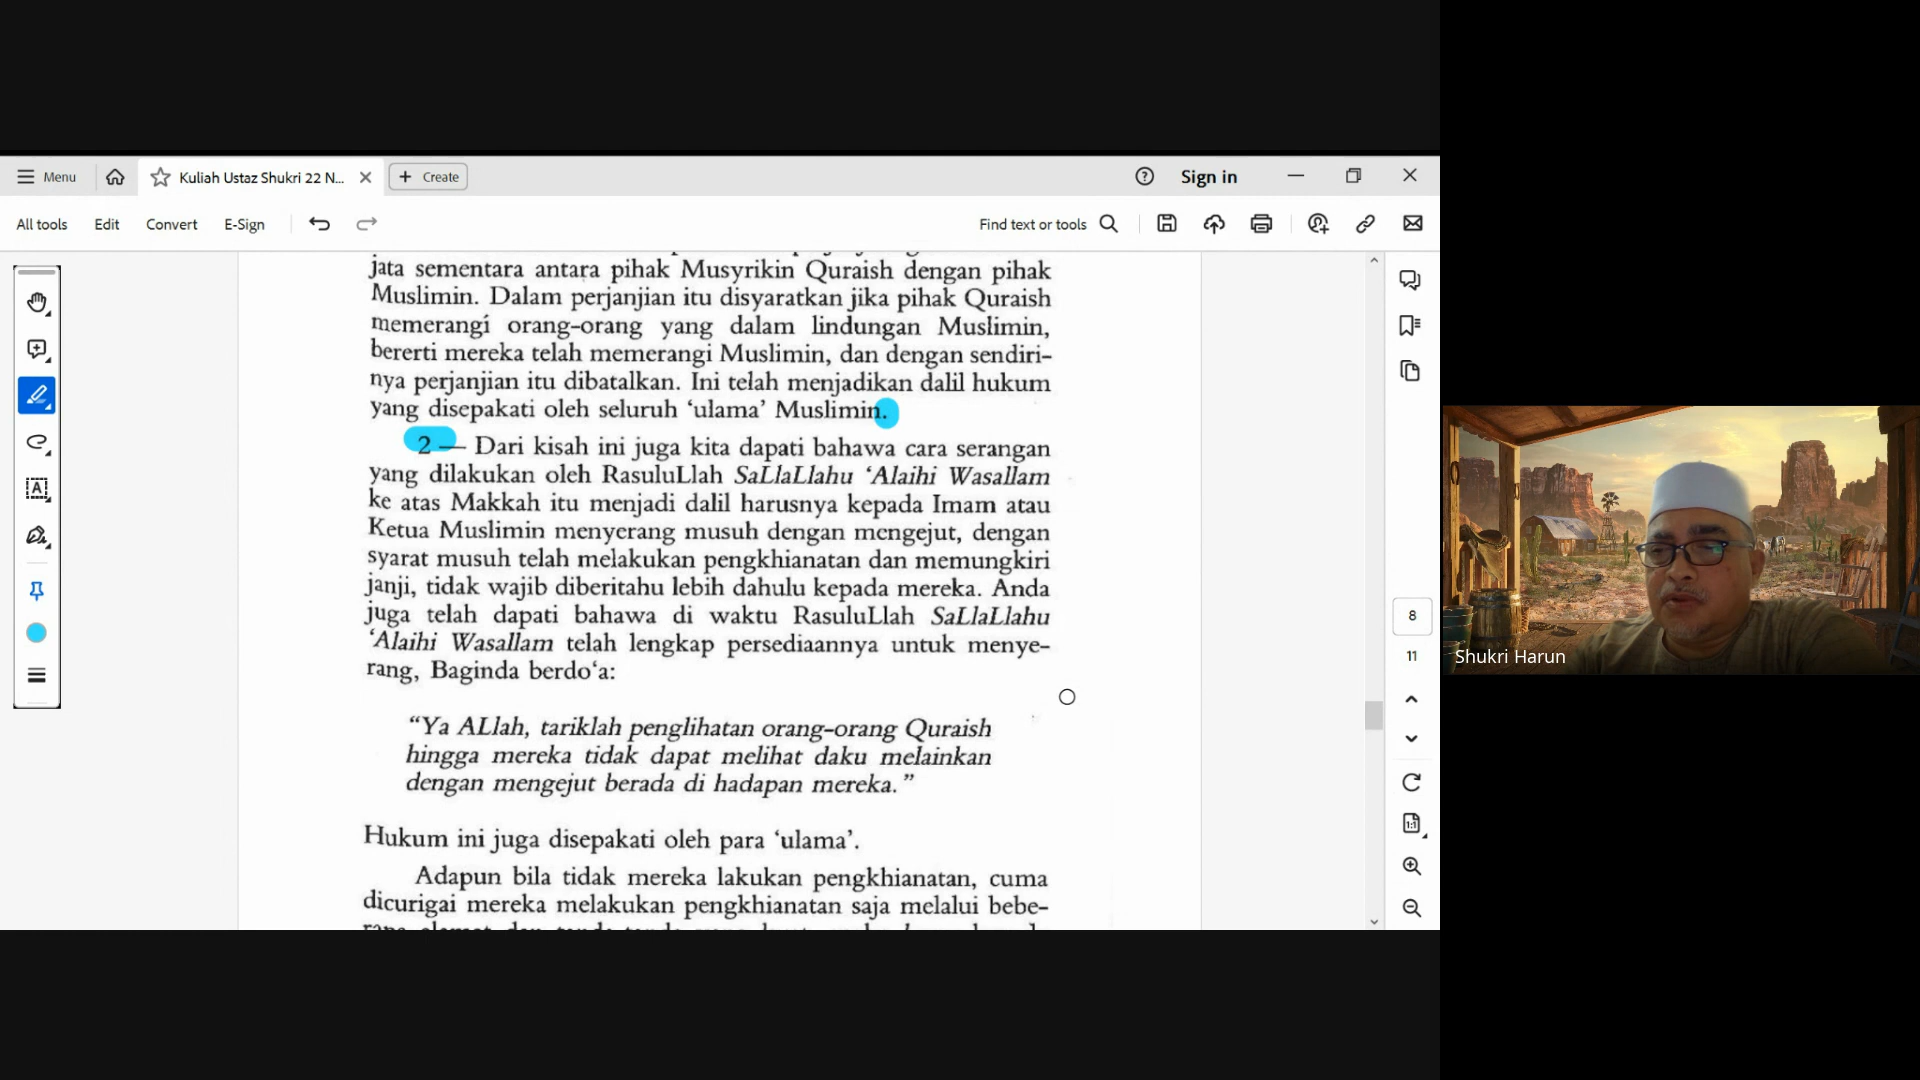 Menu
Kuliah Ustaz Shukri 22 N...
Create
Sign in
All tools
Edit
Convert
E-Sign
Find text or tools
jata sementara antara pihak Musyrikin Quraish dengan pihak
Muslimin. Dalam perjanjian itu disyaratkan jika pihak Quraish
memerangi orang-orang yang dalam lindungan Muslimin,
bererti mereka telah memerangi Muslimin, dan dengan sendiri-
nya perjanjian itu dibatalkan. Ini telah menjadikan dalil hukum
yang disepakati oleh seluruh ‘ulama’ Muslimin.
2 — Dari kisah ini juga kita dapati bahawa cara serangan
yang dilakukan oleh RasuluLlah SaLlaLlahu ‘Alaihi Wasallam
ke atas Makkah itu menjadi dalil harusnya kepada Imam atau
Ketua Muslimin menyerang musuh dengan mengejut, dengan
syarat musuh telah melakukan pengkhianatan dan memungkiri
janji, tidak wajib diberitahu lebih dahulu kepada mereka. Anda
juga telah dapati bahawa di waktu RasuluLlah SaLlaLlahu
‘Alaihi Wasallam telah lengkap persediaannya untuk menye-
rang, Baginda berdo‘a:
“Ya ALlah, tariklah penglihatan orang-orang Quraish
hingga mereka tidak dapat melihat daku melainkan
dengan mengejut berada di hadapan mereka.”
Hukum ini juga disepakati oleh para ‘ulama’.
Adapun bila tidak mereka lakukan pengkhianatan, cuma
dicurigai mereka melakukan pengkhianatan saja melalui bebe-
8
11
Shukri Harun